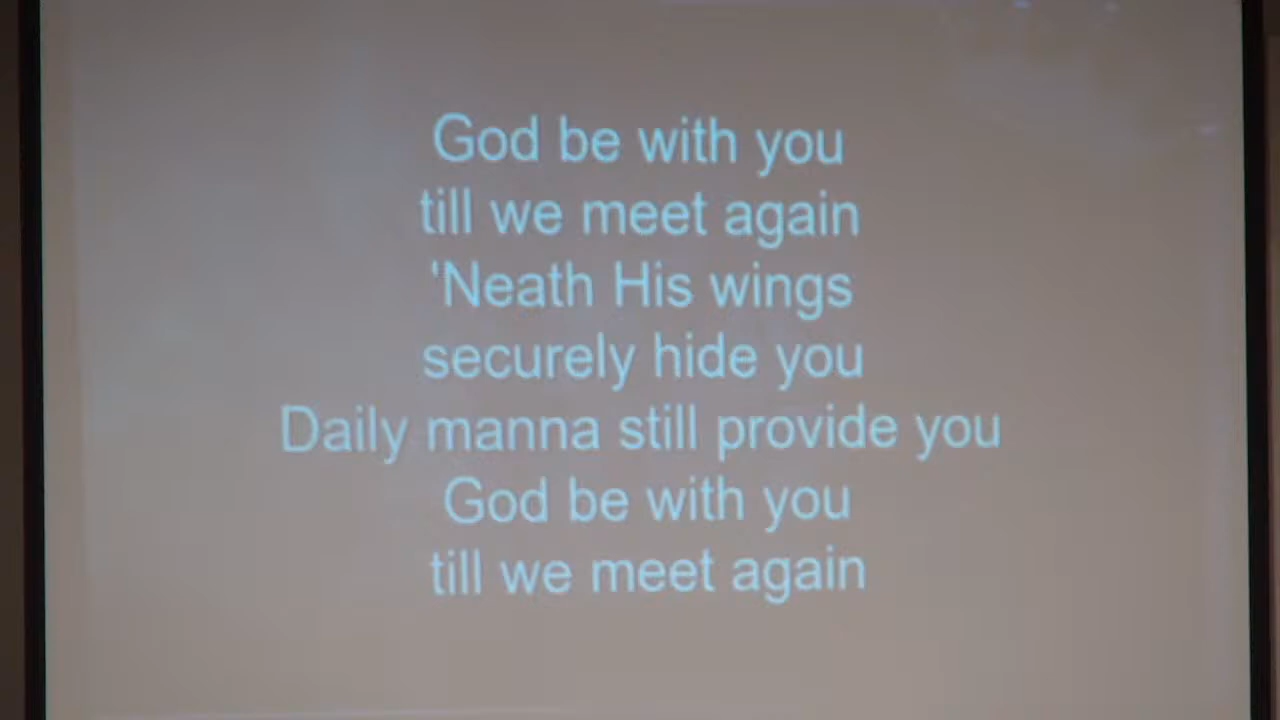 God be with you
till we meet again
'Neath His wings
securely hide you
Daily manna still provide you
God be with you
till we meet again